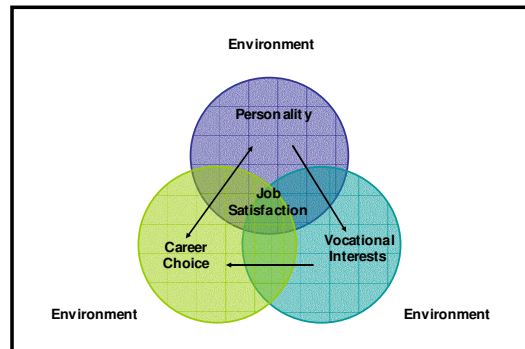 Environment
Personality
Job
Satisfaction
Career
Choice
Vocational
Interests
Environment
Environment